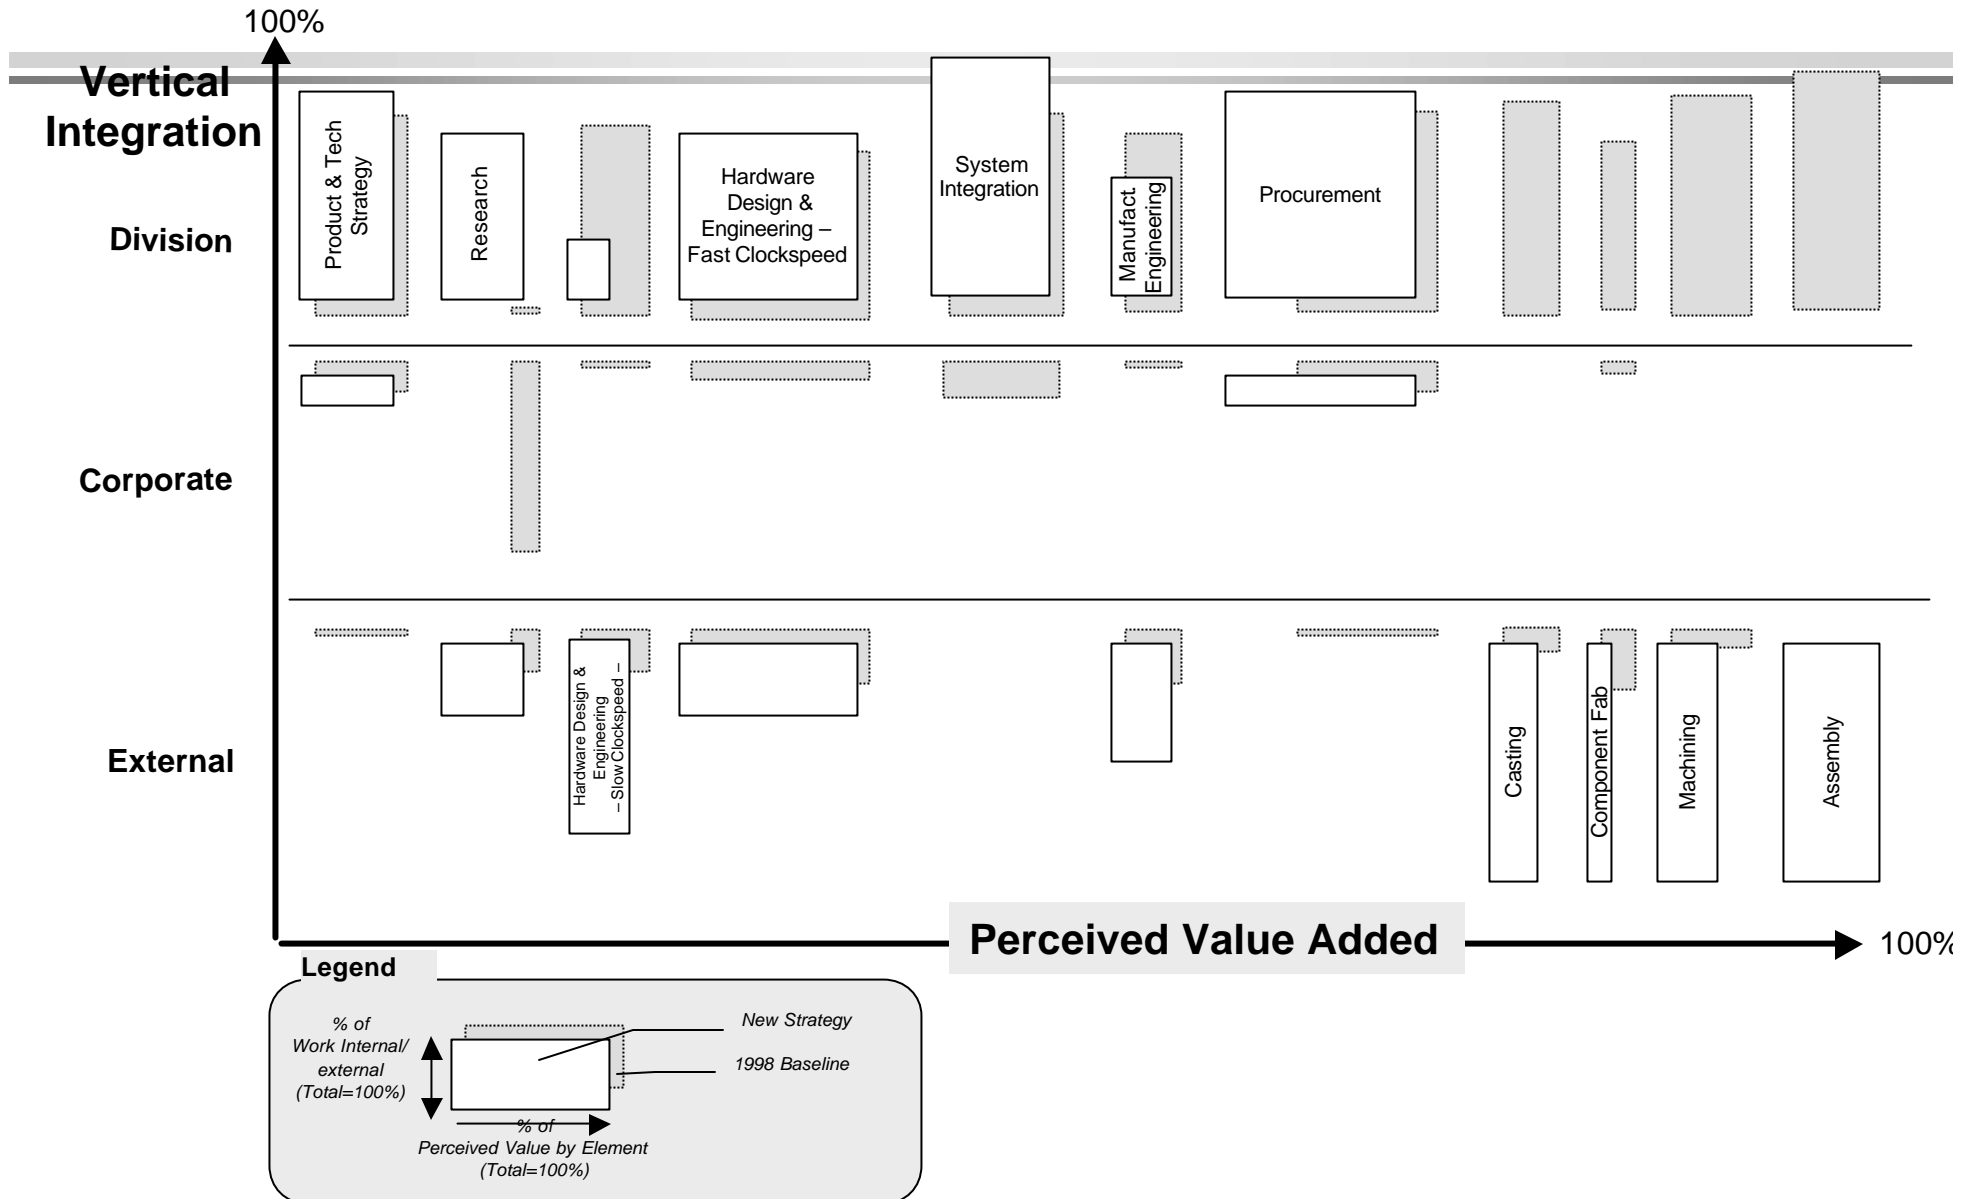 100%
Vertical
Integration
Division
Corporate
External
Product & Tech
Strategy
Research
Hardware
Design &
Engineering –
Fast Clockspeed
System
Integration
Manufact.
Engineering
Procurement
Hardware Design &
Engineering
– Slow Clockspeed –
Casting
Component Fab
Machining
Assembly
Perceived Value Added
100%
Legend
% of
Work Internal/
external
(Total=100%)
New Strategy
1998 Baseline
% of
Perceived Value by Element
(Total=100%)